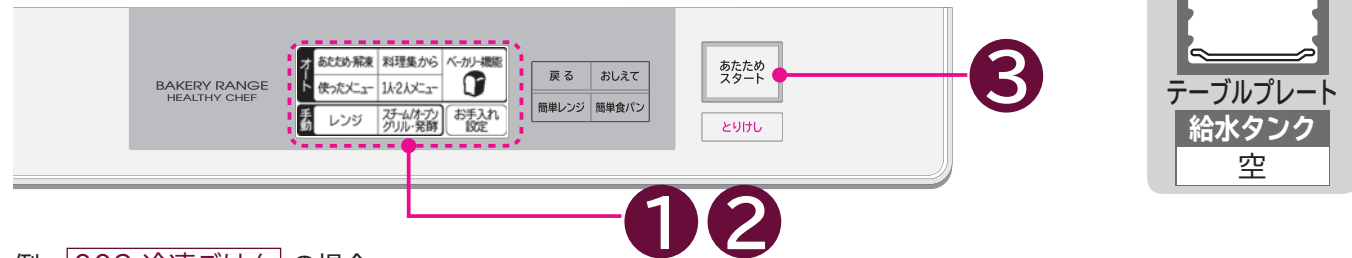 BAKERY RANGE
HEALTHY CHEF
オート
あたため・解凍
料理集から
ベーカリー機能
使ったメニュー
1人・2人メニュー
手動
レンジ
スチーム/オーブン
グリル・発酵
お手入れ
設定
戻る
おしえて
簡単レンジ
簡単食パン
あたため
スタート
とりけし
3
1 2
テーブルプレート
給水タンク
空
の場合